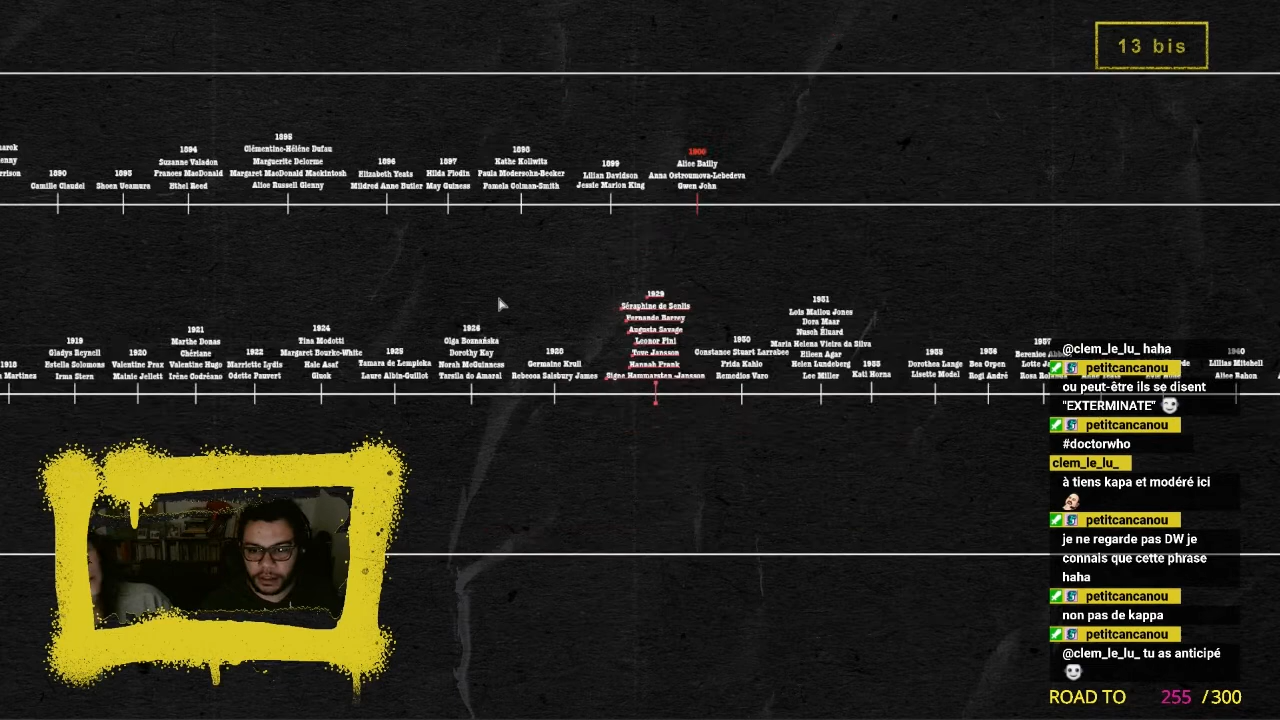 13 bis
1895
Clémentine-Hélène Dufau
Marguerite Delorme
Margaret MacDonald Mackintosh
Alice Russell Glenny
1894
Suzanne Valadon
Frances MacDonald
Ethel Reed
1890
Camille Claudel
1893
Shoen Uemura
1896
Elizabeth Yeats
Mildred Anne Butler
1897
Hilda Flodin
May Guiness
1898
Kathe Kollwitz
Paula Modersohn-Becker
Pamela Colman-Smith
1899
Lilian Davidson
Jessie Marion King
1900
Alice Bailly
Anna Ostroumova-Lebedeva
Gwen John
1918
Martinez
1919
Gladys Reynell
Estella Solomons
Irma Stern
1920
Valentine Prax
Mainie Jellett
1921
Marthe Donas
Chériane
Valentine Hugo
Irène Codréano
1922
Marriette Lydis
Odette Pauvert
1924
Tina Modotti
Margaret Bourke-White
Hale Asaf
Gluck
1925
Tamara de Lempicka
Laure Albin-Guillot
1926
Olga Boznańska
Dorothy Kay
Norah McGuinness
Tarsila do Amaral
1928
Germaine Krull
Rebecca Salsbury James
1929
Séraphine de Senlis
Fernande Barrey
Augusta Savage
Leonor Fini
Tove Jansson
Hannah Frank
Signe Hammarsten-Jansson
1930
Constance Stuart Larrabee
Frida Kahlo
Remedios Varo
1931
Lois Mailou Jones
Dora Maar
Nusch Éluard
Maria Helena Vieira da Silva
Eileen Agar
Helen Lundeberg
Lee Miller
1933
Kati Horna
1935
Dorothea Lange
Lisette Model
1936
Bea Orpen
Rogi André
1937
1940
Lillias Mitchell
Alice Rahon
@clem_le_lu_ haha
petitcancanou
ou peut-être ils se disent
"EXTERMINATE"
petitcancanou
#doctorwho
clem_le_lu_
à tiens kapa et modéré ici
petitcancanou
je ne regarde pas DW je
connais que cette phrase
haha
petitcancanou
non pas de kappa
petitcancanou
@clem_le_lu_ tu as anticipé
ROAD TO 255 /300